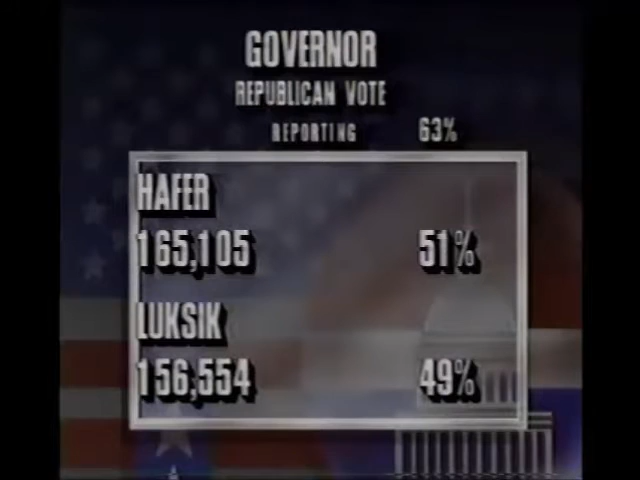 GOVERNOR
REPUBLICAN VOTE
REPORTING 63%
HAFER
165,105 51%
LUKSIK
156,554 49%